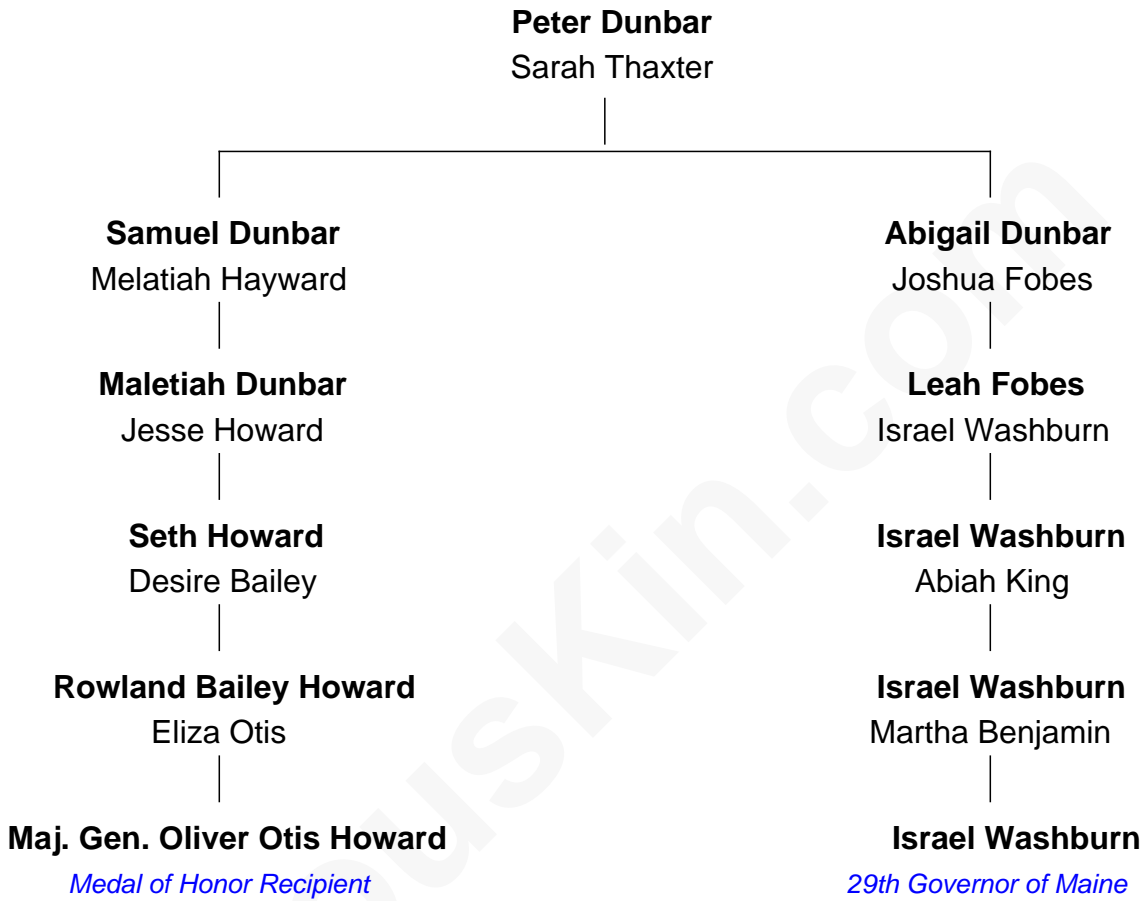 Peter Dunbar
Sarah Thaxter
Samuel Dunbar
Melatiah Hayward
Abigail Dunbar
Joshua Fobes
Maletiah Dunbar
Jesse Howard
Leah Fobes
Israel Washburn
Seth Howard
Desire Bailey
Israel Washburn
Abiah King
Rowland Bailey Howard
Eliza Otis
Israel Washburn
Martha Benjamin
Maj. Gen. Oliver Otis Howard
Medal of Honor Recipient
Israel Washburn
29th Governor of Maine
ousKin.com